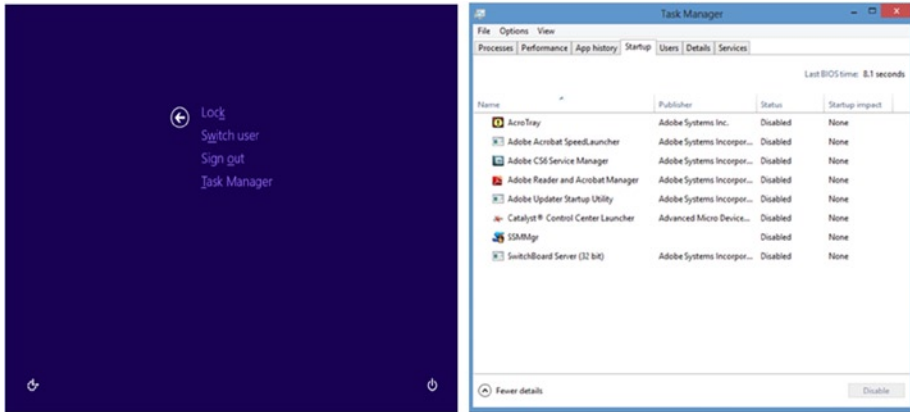 Lock
Switch user
Sign out
Task Manager
Task Manager
File Options View
Processes Performance App history Startup Users Details Services
Last BIOS time: 8.1 seconds
Name Publisher Status Startup impact
AcroTray Adobe Systems Inc. Disabled None
Adobe Acrobat SpeedLauncher Adobe Systems Incorpor... Disabled None
Adobe CS6 Service Manager Adobe Systems Incorpor... Disabled None
Adobe Reader and Acrobat Manager Adobe Systems Incorpor... Disabled None
Adobe Updater Startup Utility Adobe Systems Incorpor... Disabled None
Catalyst® Control Center Launcher Advanced Micro Device... Disabled None
SSMMgr Disabled None
SwitchBoard Server (32 bit) Adobe Systems Incorpor... Disabled None
Fewer details
Disable